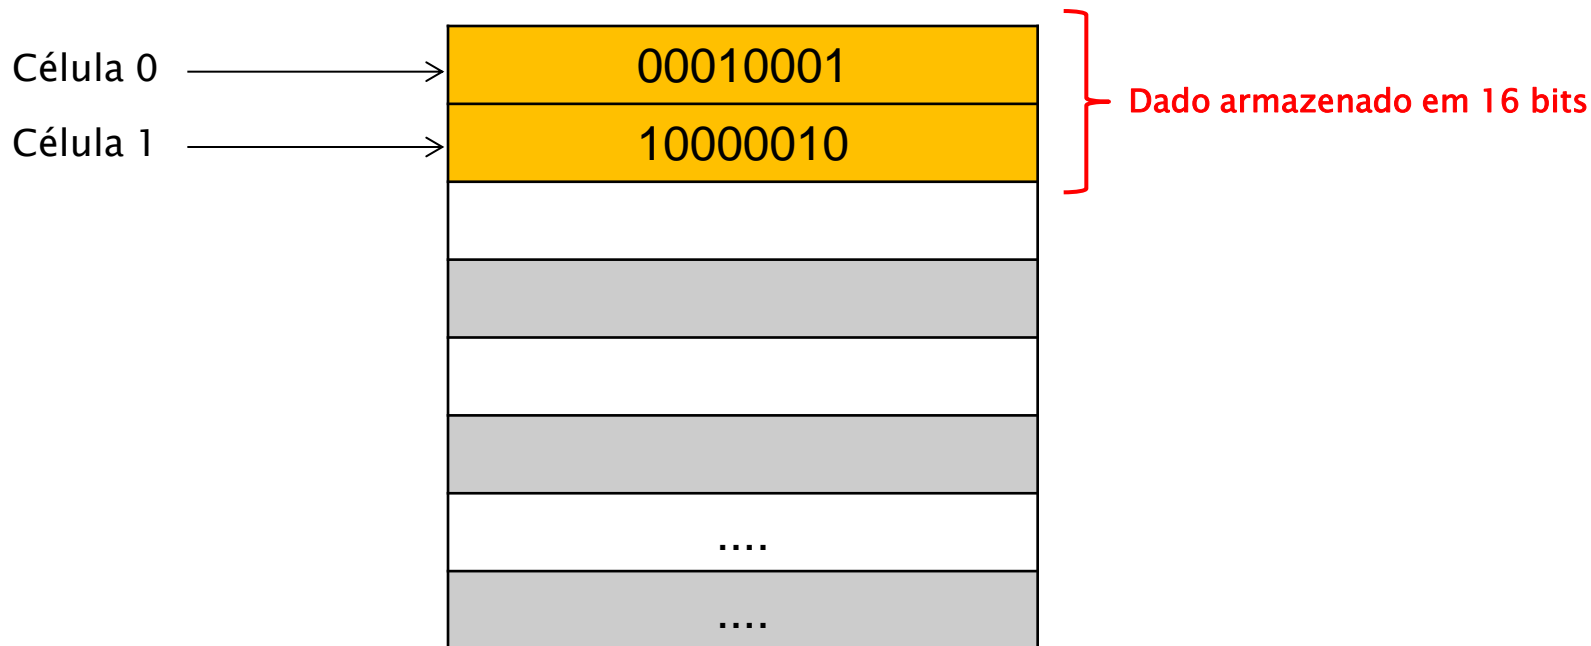 Célula 0
00010001
Dado armazenado em 16 bits
Célula 1
10000010
....
....